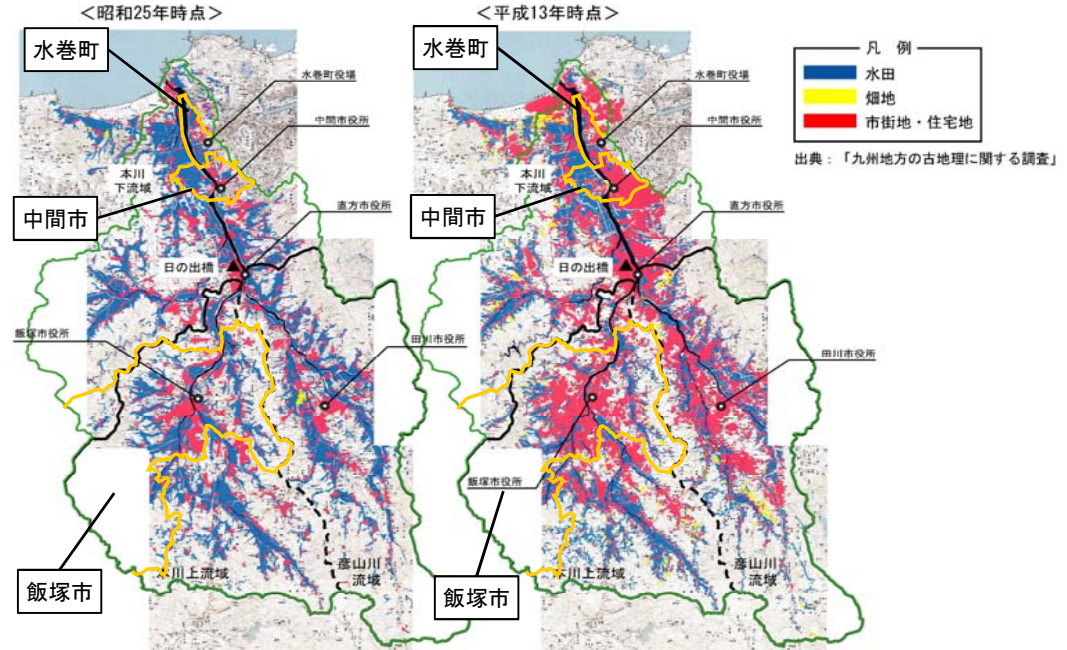 <昭和25年時点>
水巻町
水巻町役場
中間市役所
本川
下流域
中間市
直方市役所
日の出橋
飯塚市役所
田川市役所
飯塚市
本川上流域
彦山川
流域
<平成13年時点>
水巻町
水巻町役場
中間市役所
本川
下流域
中間市
直方市役所
日の出橋
田川市役所
飯塚市役所
飯塚市
本川上流域
彦山川
流域
凡 例
水田
畑地
市街地・住宅地
出典:「九州地方の古地理に関する調査」